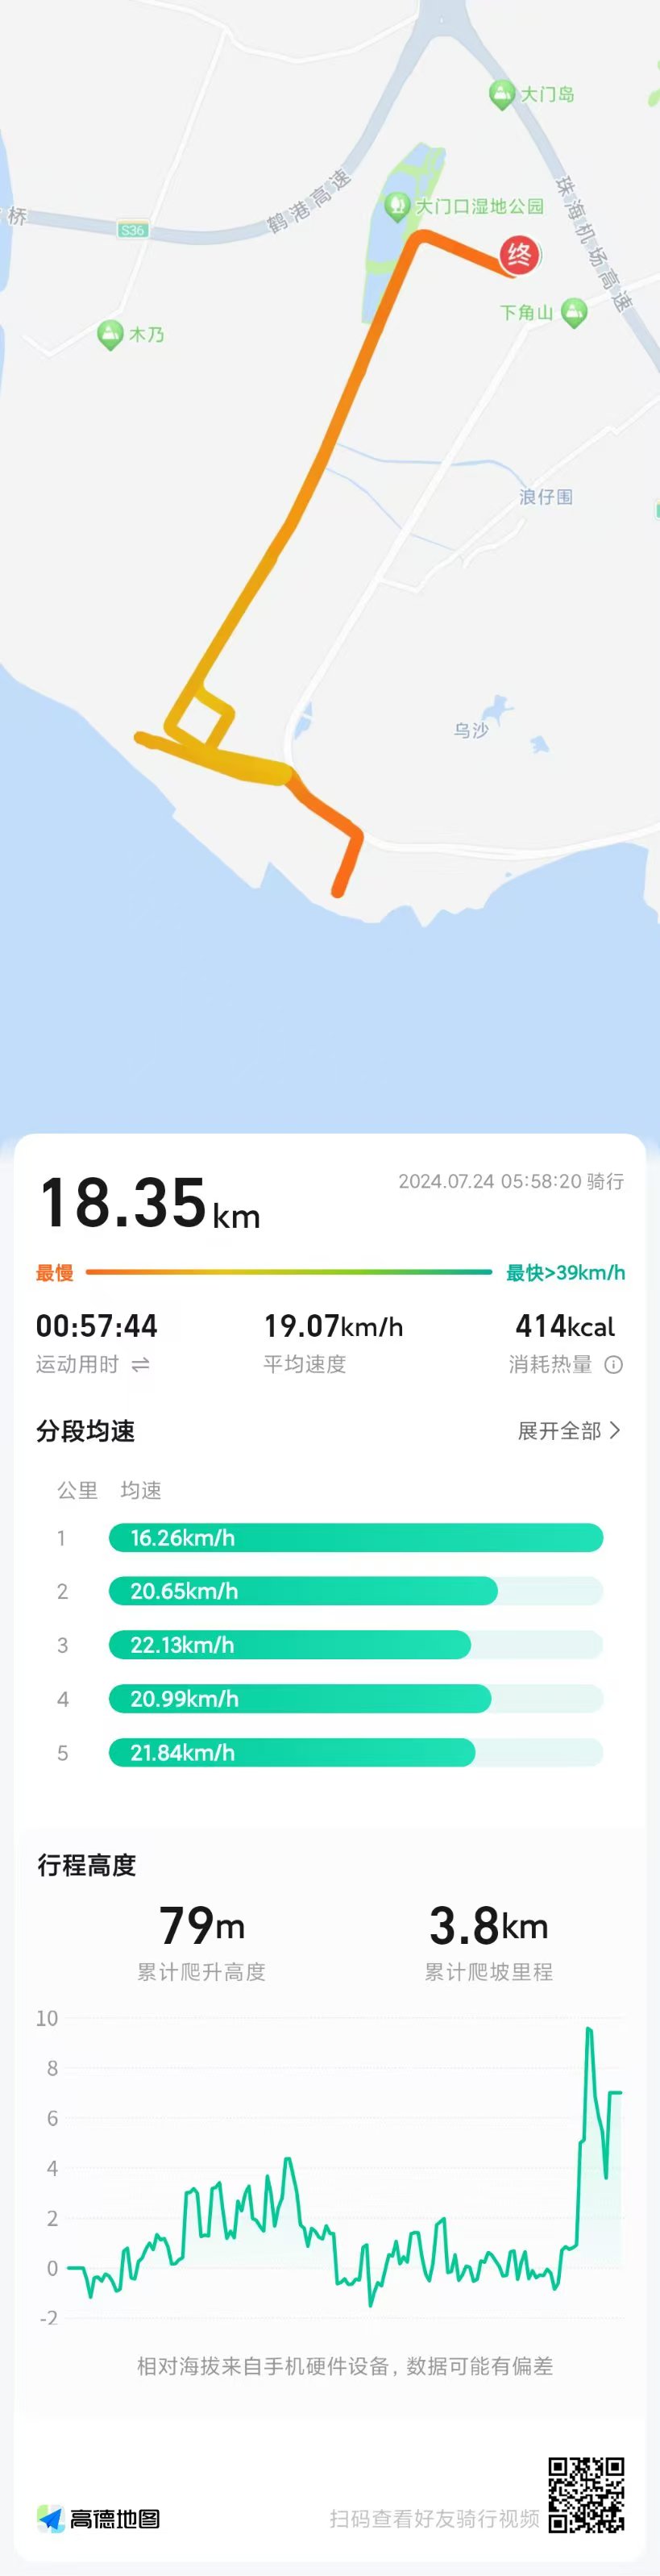 大门岛
珠海机场高速
鹤港高速
大门口湿地公园
桥
S36
终
下角山
木乃
浪仔围
乌沙
18.35km
2024.07.24 05:58:20 骑行
最慢
最快>39km/h
00:57:44
19.07km/h
414kcal
运动用时
平均速度
消耗热量
分段均速
展开全部
公里 均速
1 16.26km/h
2 20.65km/h
3 22.13km/h
4 20.99km/h
5 21.84km/h
行程高度
79m
3.8km
累计爬升高度
累计爬坡里程
10
8
6
4
2
0
-2
相对海拔来自手机硬件设备, 数据可能有偏差
高德地图
扫码查看好友骑行视频